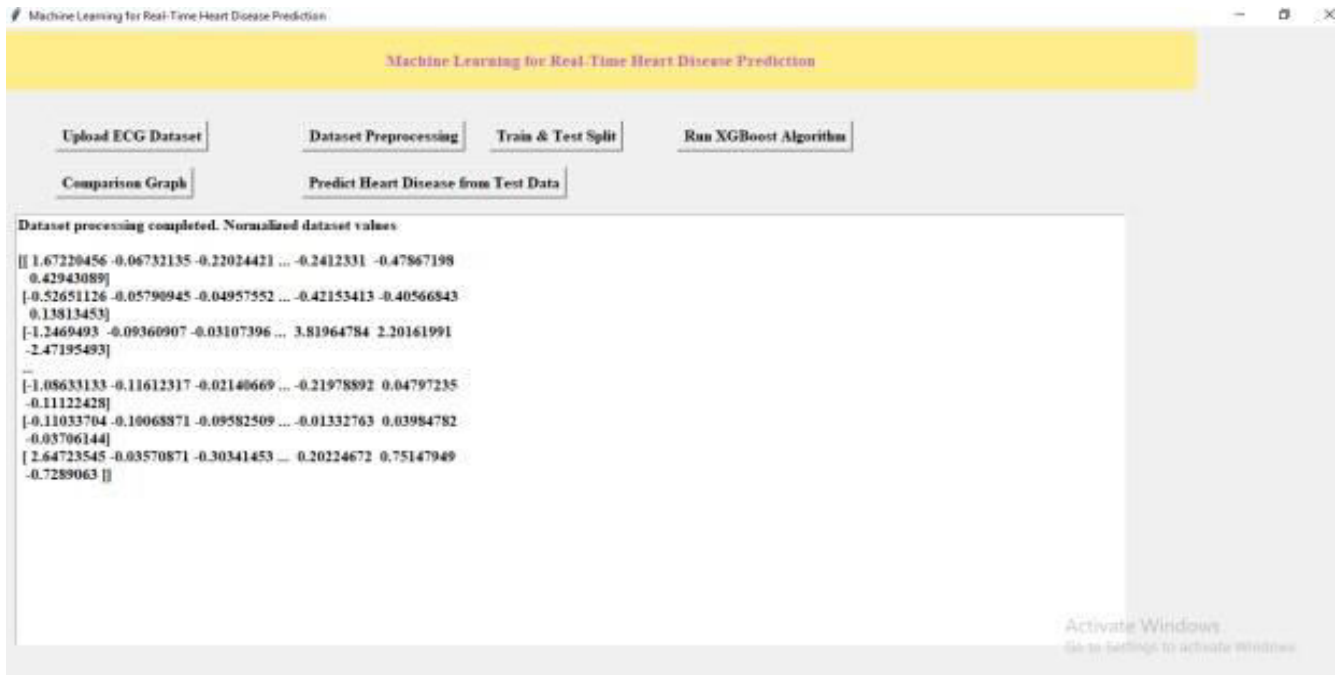 Machine Learning for Real-Time Heart Disease Prediction
Machine Learning for Real-Time Heart Disease Prediction
Upload ECG Dataset Dataset Preprocessing Train & Test Split Run XGBoost Algorithm
Comparison Graph Predict Heart Disease from Test Data
Dataset processing completed. Normalized dataset values
[[ 1.67220456 -0.06732135 -0.22024421 ... -0.2412331 -0.47867198
0.42943089]
[-0.52651126 -0.05790945 -0.04957552 ... -0.42153413 -0.40566843
0.13813453]
[-1.2469493 -0.09360907 -0.03107396 ... 3.81964784 2.20161991
-2.47195493]
...
[-1.08633133 -0.11612317 -0.02140669 ... -0.21978892 0.04797235
-0.11122428]
[-0.11033704 -0.10068871 -0.09582509 ... -0.01332763 0.03984782
-0.03706144]
[ 2.64723545 -0.03570871 -0.30341453 ... 0.20224672 0.75147949
-0.7289063 ]]
Activate Windows
Go to Settings to activate Windows.